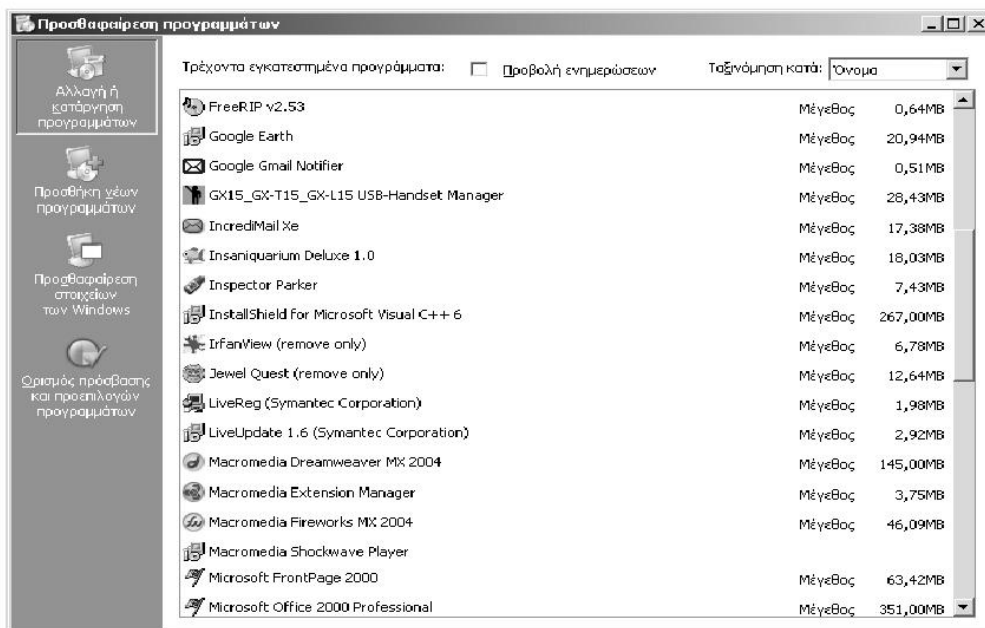 Προσθαφαίρεση προγραμμάτων
Αλλαγή ή
κατάργηση
προγραμμάτων
Προσθήκη νέων
προγραμμάτων
Προσθαφαίρεση
στοιχείων
των Windows
Ορισμός πρόσβασης
και προεπιλογών
προγραμμάτων
Τρέχοντα εγκατεστημένα προγράμματα: Προβολή ενημερώσεων Ταξινόμηση κατά: Όνομα
FreeRIP v2.53 Μέγεθος 0,64MB
Google Earth Μέγεθος 20,94MB
Google Gmail Notifier Μέγεθος 0,51MB
GX15_GX-T15_GX-L15 USB-Handset Manager Μέγεθος 28,43MB
IncrediMail Xe Μέγεθος 17,38MB
Insaniquarium Deluxe 1.0 Μέγεθος 18,03MB
Inspector Parker Μέγεθος 7,43MB
InstallShield for Microsoft Visual C++ 6 Μέγεθος 267,00MB
IrfanView (remove only) Μέγεθος 6,78MB
Jewel Quest (remove only) Μέγεθος 12,64MB
LiveReg (Symantec Corporation) Μέγεθος 1,98MB
LiveUpdate 1.6 (Symantec Corporation) Μέγεθος 2,92MB
Macromedia Dreamweaver MX 2004 Μέγεθος 145,00MB
Macromedia Extension Manager Μέγεθος 3,75MB
Macromedia Fireworks MX 2004 Μέγεθος 46,09MB
Macromedia Shockwave Player
Microsoft FrontPage 2000 Μέγεθος 63,42MB
Microsoft Office 2000 Professional Μέγεθος 351,00MB